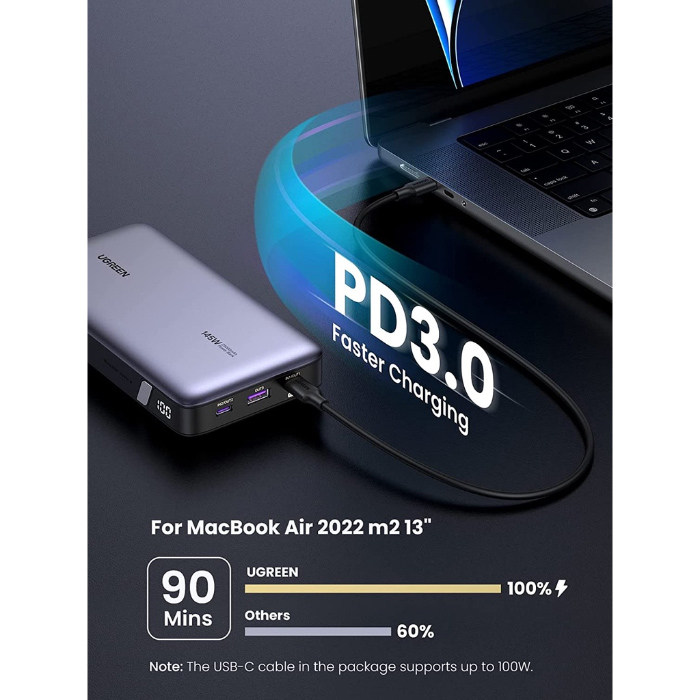 UGREEN
145W
100
PD3.0
Faster Charging
For MacBook Air 2022 m2 13"
90
Mins
UGREEN
100%
Others
60%
Note: The USB-C cable in the package supports up to 100W.